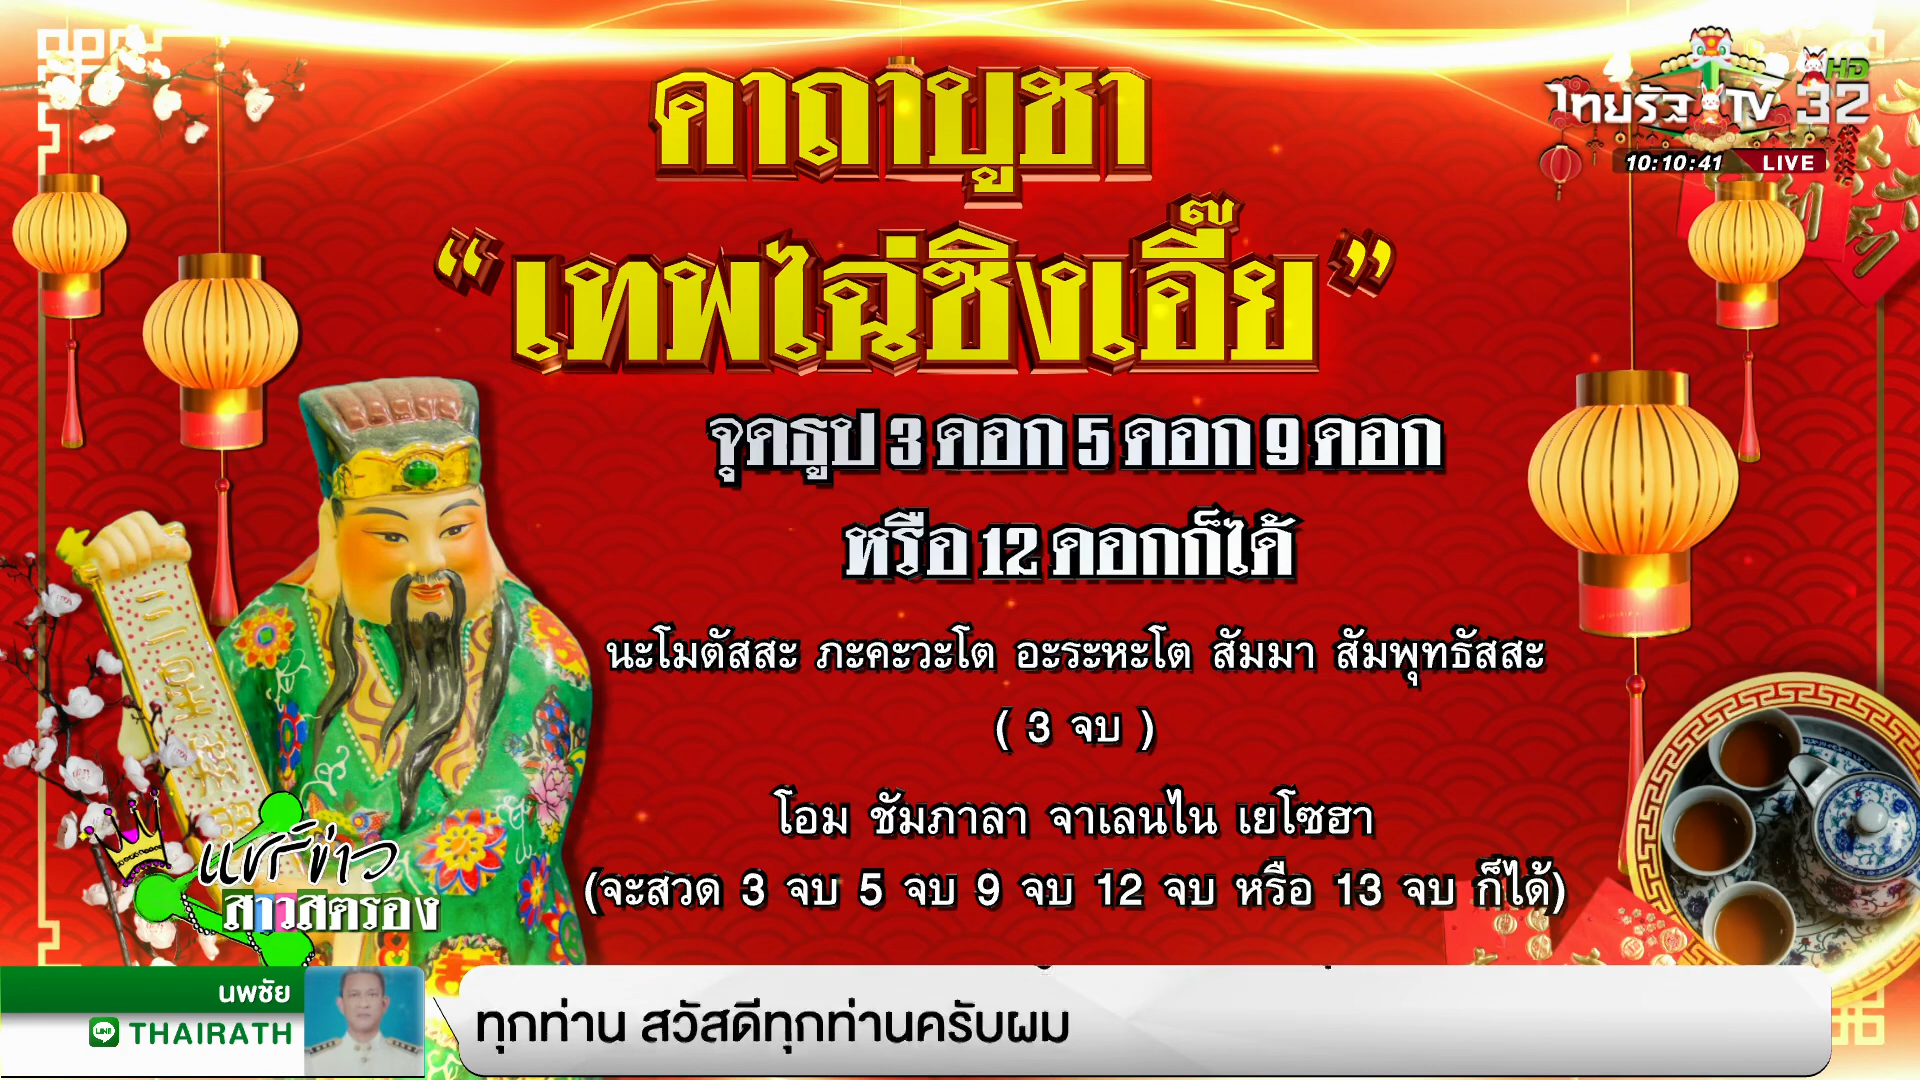 คาถาบูชา
“เทพไฉ่ซิงเอี๊ย”
ไทยรัฐ TV 32 HD
10:10:41 LIVE
จุดธูป 3 ดอก 5 ดอก 9 ดอก
หรือ 12 ดอกก็ได้
นะโมตัสสะ ภะคะวะโต อะระหะโต สัมมา สัมพุทธัสสะ
( 3 จบ )
โอม ชัมภาลา จาเลนไน เยโซฮา
(จะสวด 3 จบ 5 จบ 9 จบ 12 จบ หรือ 13 จบ ก็ได้)
แชร์ข่าว
สาวสตรอง
นพชัย
LINE THAIRATH
ทุกท่าน สวัสดีทุกท่านครับผม